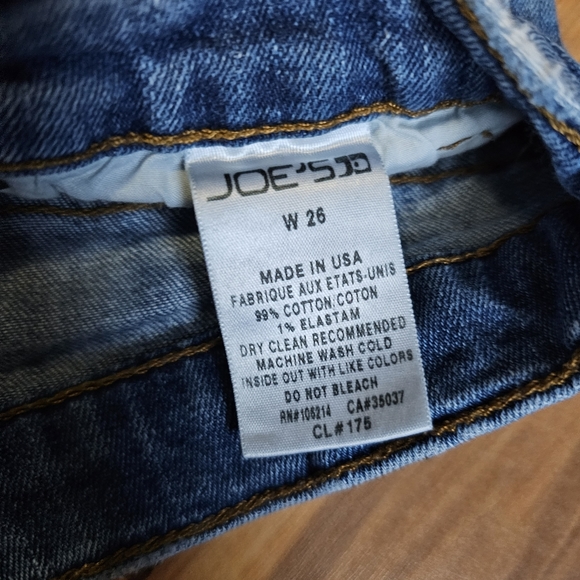 JOE'S
W 26
MADE IN USA
FABRIQUE AUX ETATS-UNIS
99% COTTON/COTON
1% ELASTAM
DRY CLEAN RECOMMENDED
MACHINE WASH COLD
INSIDE OUT WITH LIKE COLORS
DO NOT BLEACH
RN#106214 CA#35037
CL#175